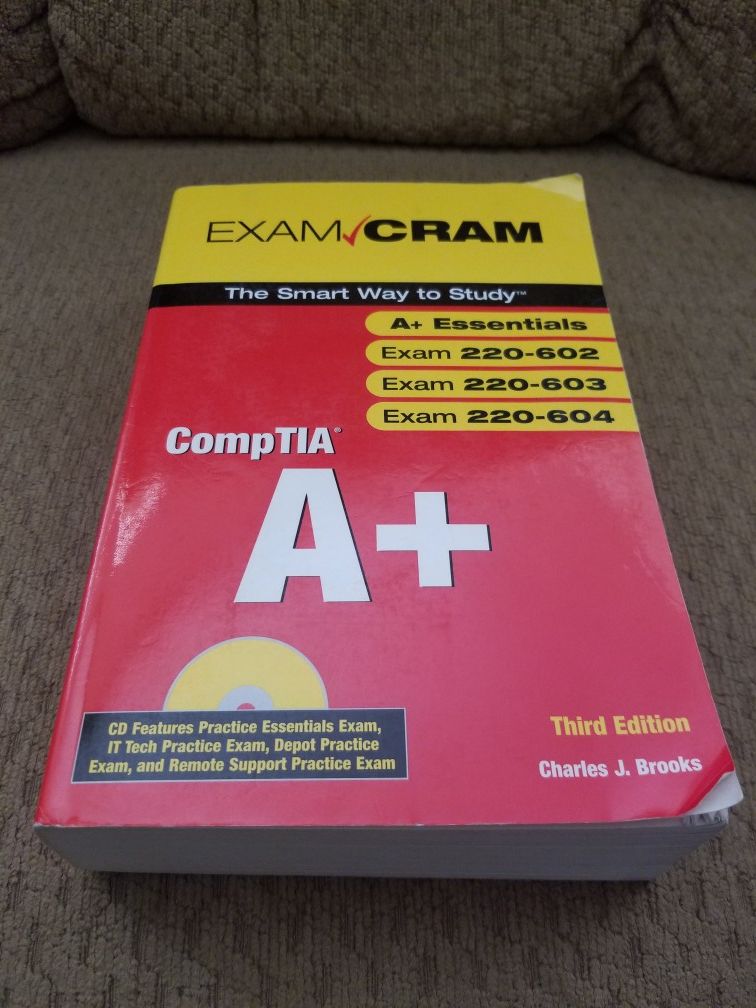 EXAM CRAM
The Smart Way to Study™
A+ Essentials
Exam 220-602
Exam 220-603
Exam 220-604
CompTIA®
A+
CD Features Practice Essentials Exam,
IT Tech Practice Exam, Depot Practice
Exam, and Remote Support Practice Exam
Third Edition
Charles J. Brooks